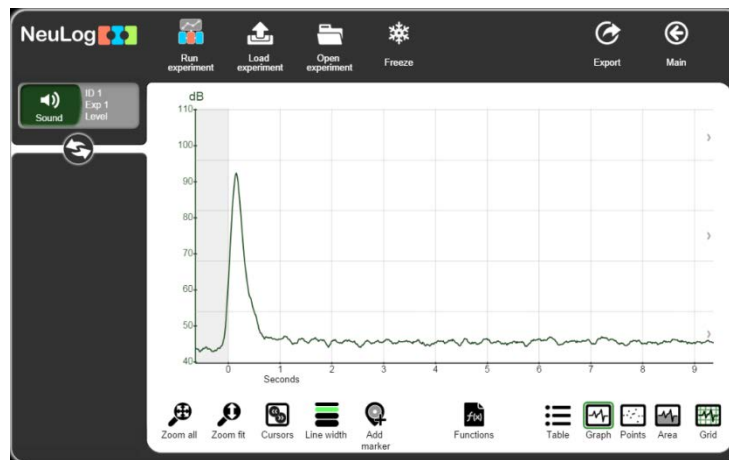 NeuLog
Run
experiment
Load
experiment
Open
experiment
Freeze
Export
Main
Sound
ID 1
Exp 1
Level
dB
110
100
90
80
70
60
50
40
0 1 2 3 4 5 6 7 8 9
Seconds
Zoom all
Zoom fit
Cursors
Line width
Add
marker
f(x)
Functions
Table
Graph
Points
Area
Grid